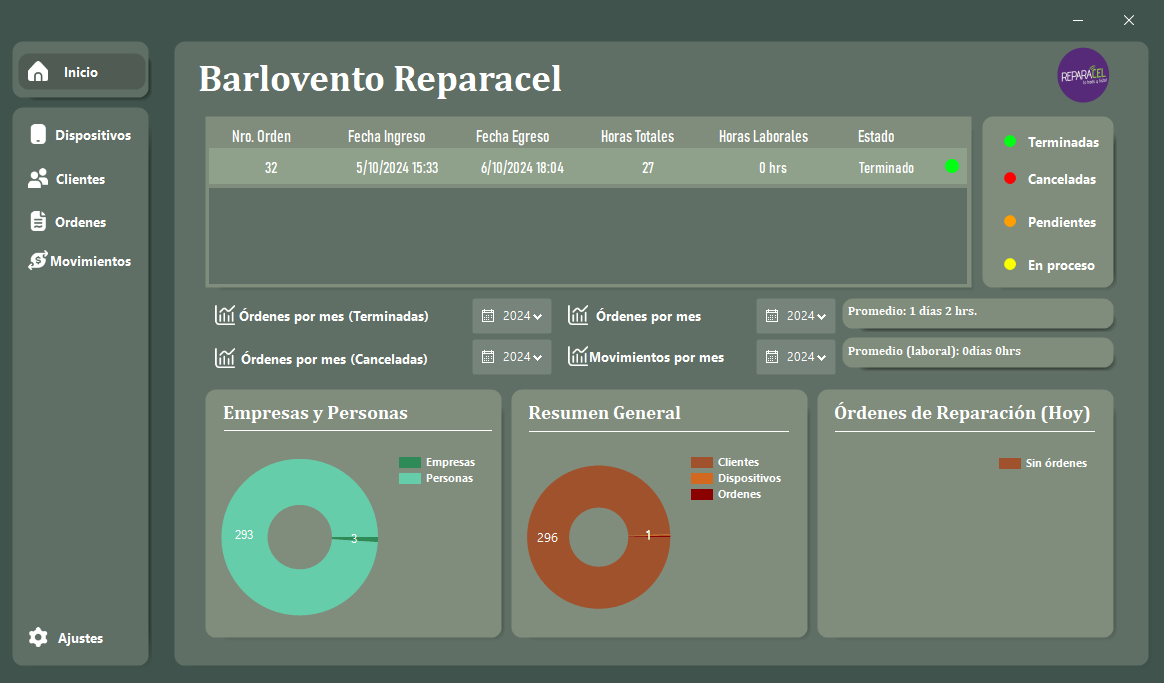 Inicio
Dispositivos
Clientes
Ordenes
Movimientos
Ajustes
Barlovento Reparacel
REPARACEL
Nro. Orden Fecha Ingreso Fecha Egreso Horas Totales Horas Laborales Estado
32 5/10/2024 15:33 6/10/2024 18:04 27 0 hrs Terminado
Terminadas
Canceladas
Pendientes
En proceso
Órdenes por mes (Terminadas) 2024 Órdenes por mes 2024
Órdenes por mes (Canceladas) 2024 Movimientos por mes 2024
Promedio: 1 días 2 hrs.
Promedio (laboral): 0días 0hrs
Empresas y Personas
Empresas
Personas
293 3
Resumen General
Clientes
Dispositivos
Ordenes
296 1
Órdenes de Reparación (Hoy)
Sin órdenes